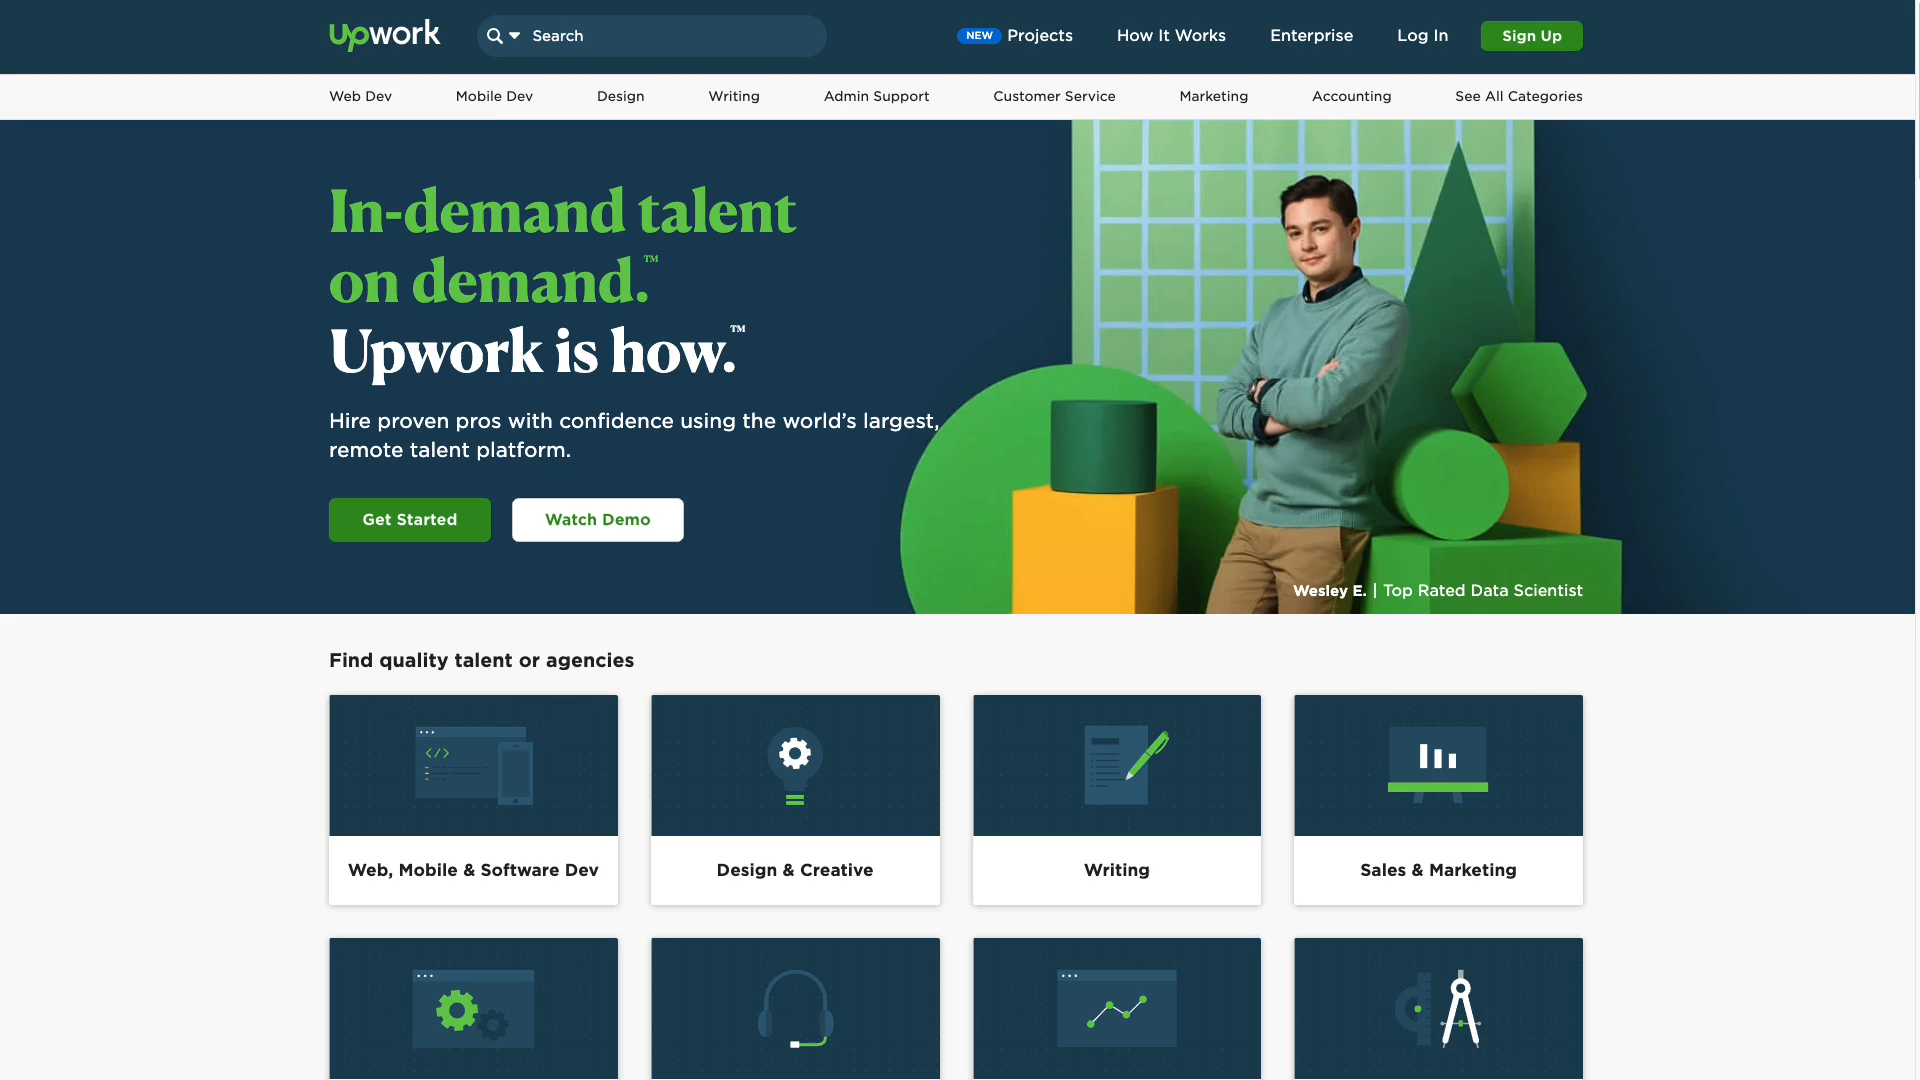 upwork
Search
NEW Projects
How It Works
Enterprise
Log In
Sign Up
Web Dev
Mobile Dev
Design
Writing
Admin Support
Customer Service
Marketing
Accounting
See All Categories
In-demand talent
on demand.™
Upwork is how.™
Hire proven pros with confidence using the world’s largest,
remote talent platform.
Get Started
Watch Demo
Wesley E. | Top Rated Data Scientist
Find quality talent or agencies
</>
Web, Mobile & Software Dev
Design & Creative
Writing
Sales & Marketing